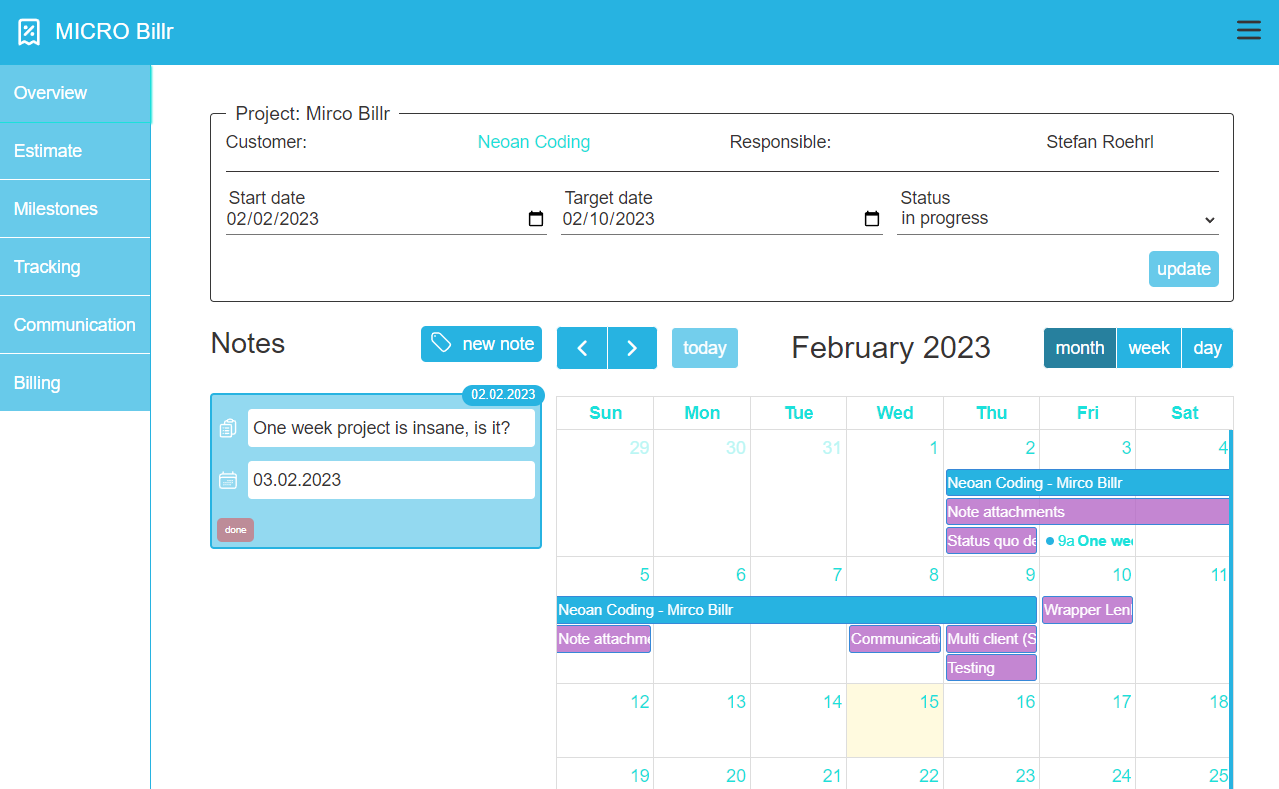 MICRO Billr
Overview
Estimate
Milestones
Tracking
Communication
Billing
Project: Mirco Billr
Customer: Neoan Coding Responsible: Stefan Roehrl
Start date Target date Status
02/02/2023 02/10/2023 in progress
update
Notes new note
02.02.2023
One week project is insane, is it?
03.02.2023
done
today February 2023 month week day
Sun Mon Tue Wed Thu Fri Sat
29 30 31 1 2 3 4
Neoan Coding - Mirco Billr
Note attachments
Status quo de 9a One wee
5 6 7 8 9 10 11
Neoan Coding - Mirco Billr Wrapper Len
Note attachme Communicati Multi client (S
Testing
12 13 14 15 16 17 18
19 20 21 22 23 24 25